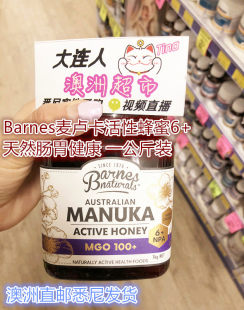 大连人
Tina
澳洲超市
视频直播
Barnes麦卢卡活性蜂蜜6+
天然肠胃健康 一公斤装
Barnes
naturals
AUSTRALIAN
MANUKA
ACTIVE HONEY
MGO 100+
6+
NPA
NATURALLY ACTIVE HEALTH FOODS
1kg NET
澳洲直邮悉尼发货